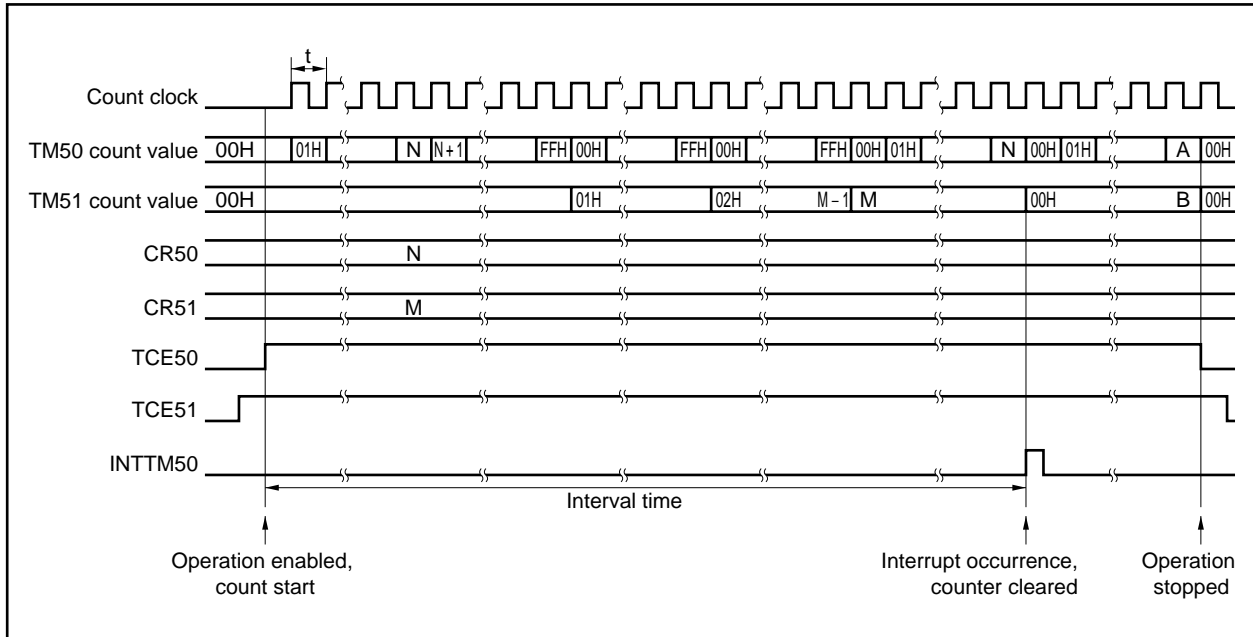 t
Count clock
TM50 count value 00H 01H N N + 1 FFH 00H FFH 00H FFH 00H 01H N 00H 01H A 00H
TM51 count value 00H 01H 02H M – 1 M 00H B 00H
CR50 N
CR51 M
TCE50
TCE51
INTTM50
Interval time
Operation enabled, Interrupt occurrence, Operation
count start counter cleared stopped